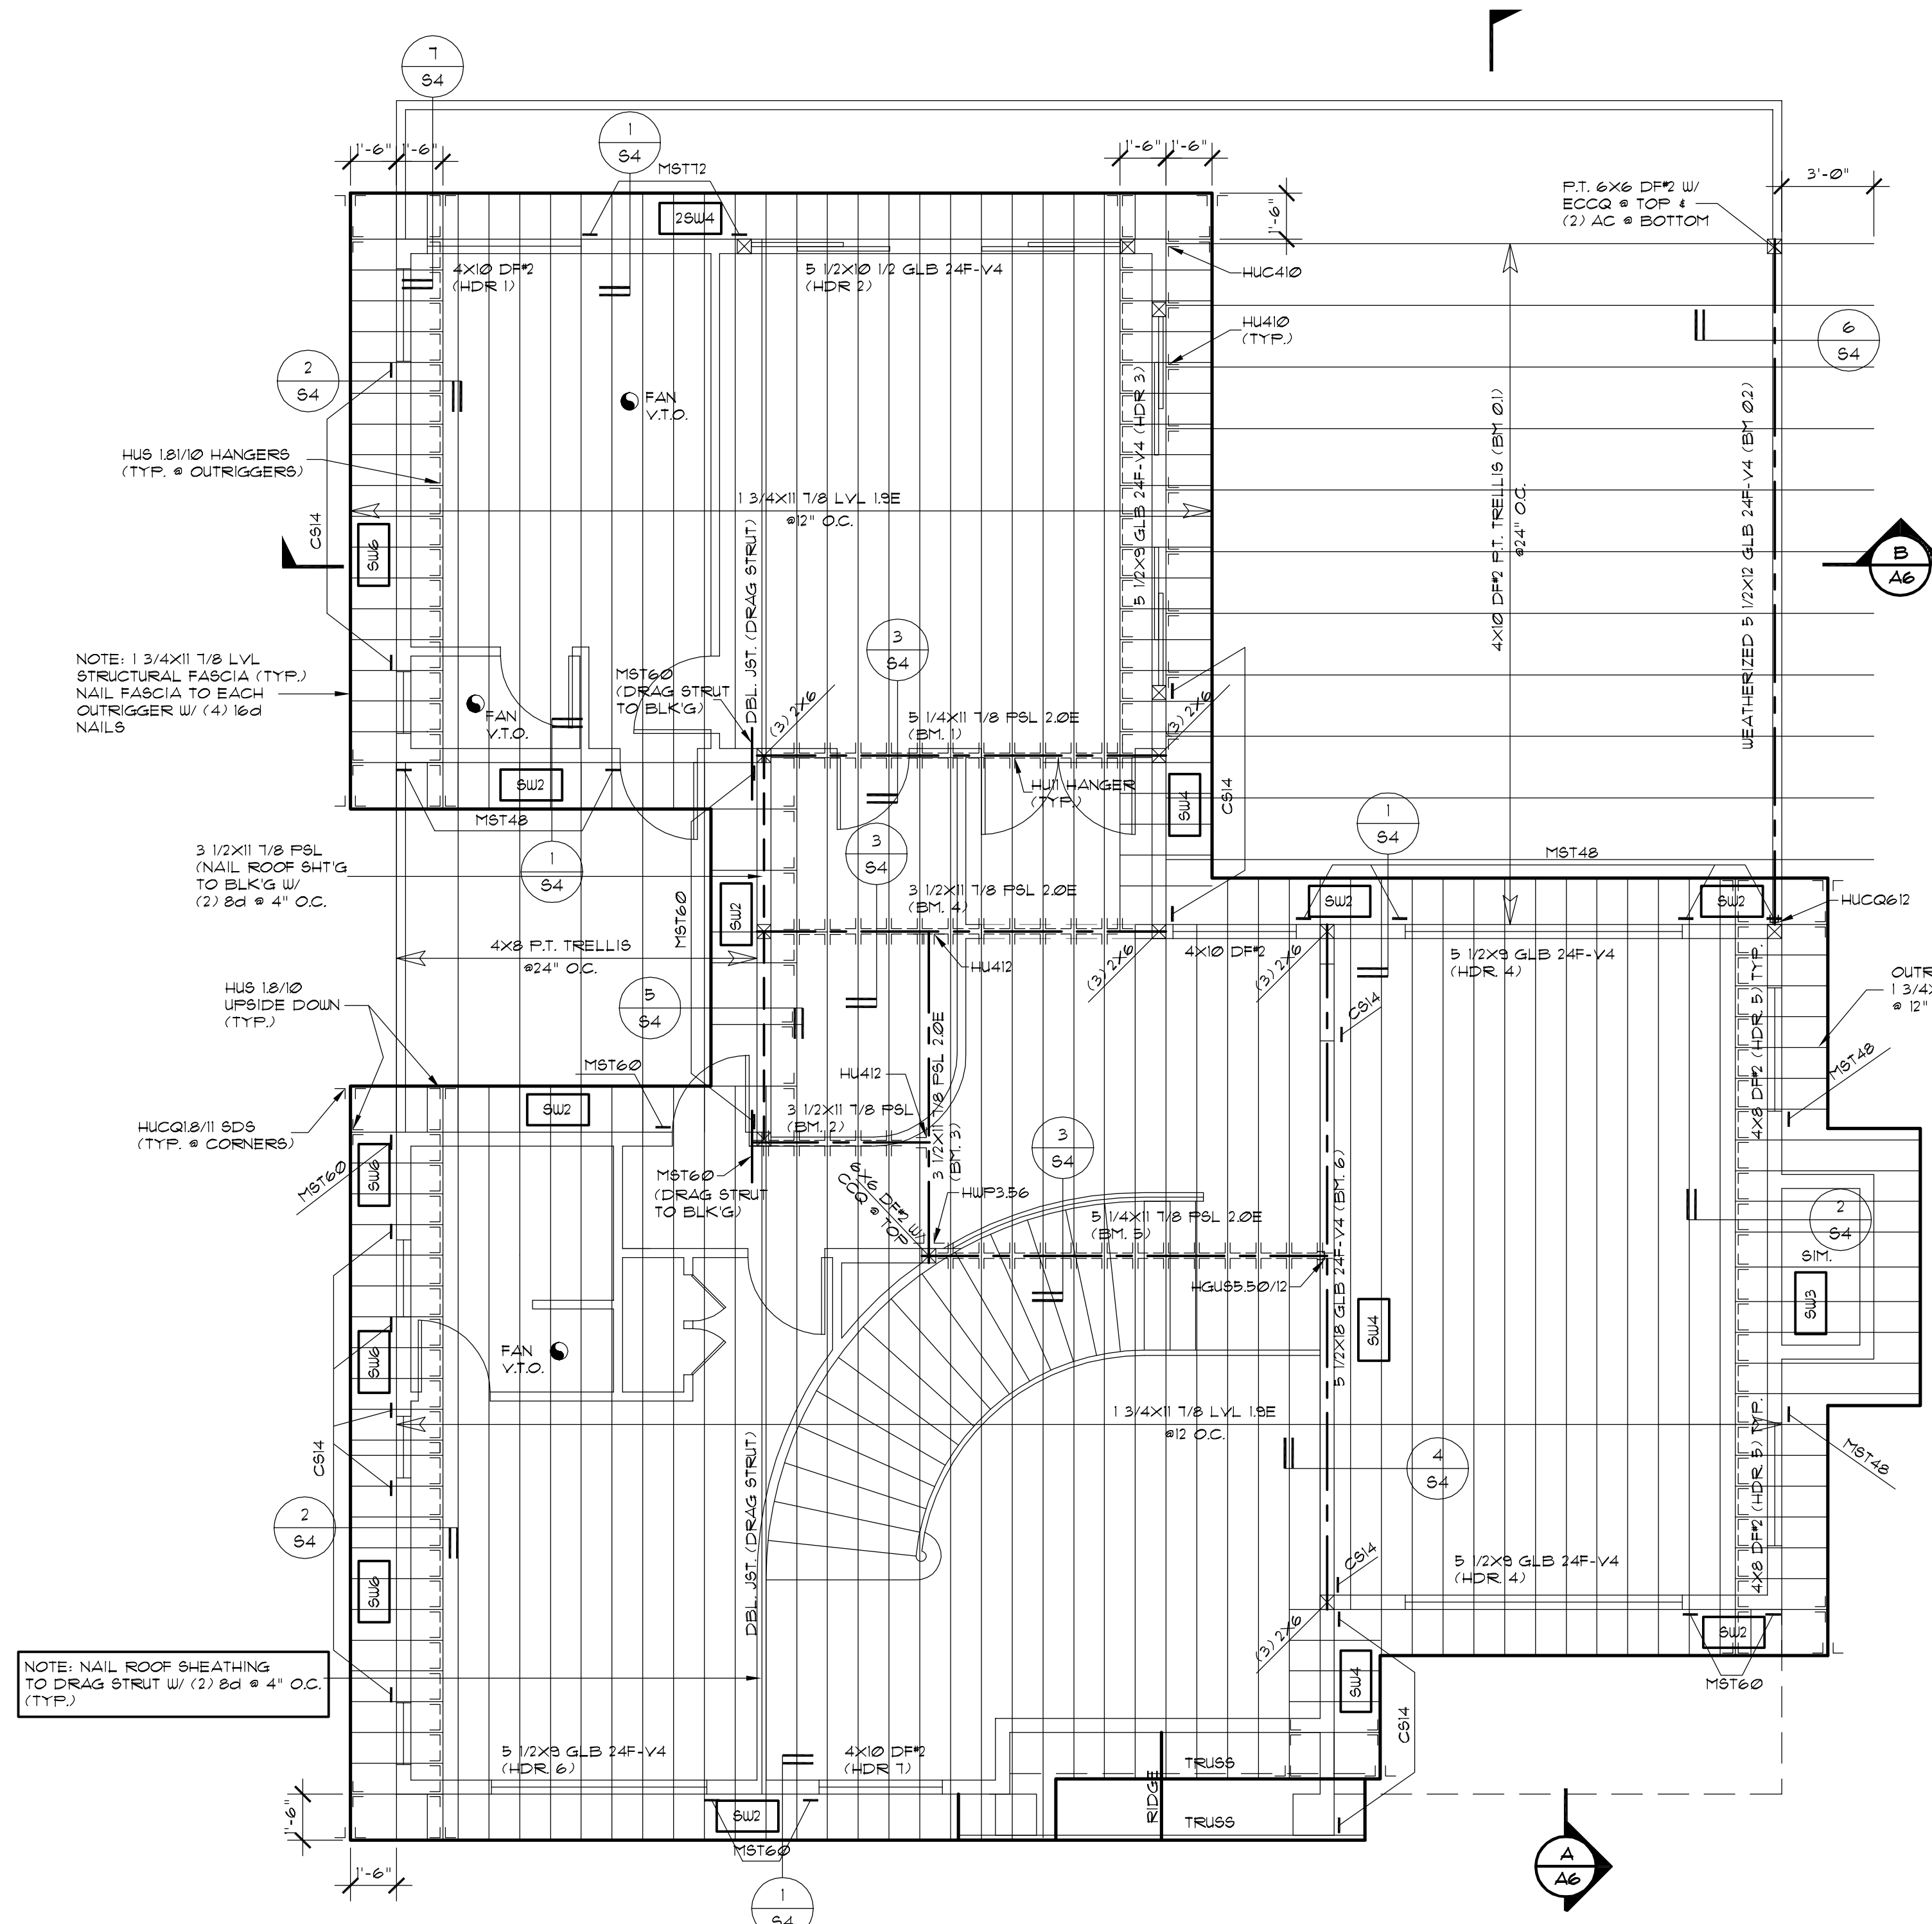 7
S4
1
S4
1'-6"
1'-6"
MST72
1'-6"
1'-6"
1'-6"
P.T. 6X6 DF#2 W/
ECCQ @ TOP &
(2) AC @ BOTTOM
3'-0"
2SW4
4X10 DF#2
(HDR 1)
5 1/2X10 1/2 GLB 24F-V4
(HDR 2)
HUC410
HU410
(TYP.)
6
S4
2
S4
FAN
V.T.O.
HUS 1.81/10 HANGERS
(TYP. @ OUTRIGGERS)
CS14
SW6
1 3/4X11 7/8 LVL 1.9E
@12" O.C.
DBL. JST. (DRAG STRUT)
5 1/2X9 GLB 24F-V4 (HDR 3)
4X10 DF#2 P.T. TRELLIS (BM 0.1)
@24" O.C.
WEATHERIZED 5 1/2X12 GLB 24F-V4 (BM 0.2)
B
A6
NOTE: 1 3/4X11 7/8 LVL
STRUCTURAL FASCIA (TYP.)
NAIL FASCIA TO EACH
OUTRIGGER W/ (4) 16d
NAILS
3
S4
MST60
(DRAG STRUT
TO BLK'G)
FAN
V.T.O.
(3) 2X6
5 1/4X11 7/8 PSL 2.0E
(BM. 1)
(3) 2X6
HU11 HANGER
(TYP.)
SW2
MST48
SW4
CS14
1
S4
3
S4
1
S4
MST48
3 1/2X11 7/8 PSL
(NAIL ROOF SHT'G
TO BLK'G W/
(2) 8d @ 4" O.C.
SW2
MST60
3 1/2X11 7/8 PSL 2.0E
(BM. 4)
SW2
SW2
HUCQ612
4X8 P.T. TRELLIS
@24" O.C.
HU412
(3) 2X6
4X10 DF#2
(3) 2X6
5 1/2X9 GLB 24F-V4
(HDR. 4)
HUS 1.8/10
UPSIDE DOWN
(TYP.)
5
S4
CS14
4X8 DF#2 (HDR. 5) TYP.
OUTR
1 3/4X
@ 12"
MST48
MST60
HU412
3 1/2X11 7/8 PSL 2.0E
(BM. 3)
SW2
3 1/2X11 7/8 PSL
(BM. 2)
HUCQ1.8/11 SDS
(TYP. @ CORNERS)
MST60
SW6
MST60
(DRAG STRUT
TO BLK'G)
6X6 DF#2 W/
CCQ @ TOP
HWP3.56
3
S4
5 1/4X11 7/8 PSL 2.0E
(BM. 5)
HGUS5.50/12
5 1/2X18 GLB 24F-V4 (BM. 6)
2
S4
SIM.
SW3
SW4
SW6
FAN
V.T.O.
1 3/4X11 7/8 LVL 1.9E
@12 O.C.
CS14
2
S4
DBL. JST. (DRAG STRUT)
4
S4
4X8 DF#2 (HDR. 5) TYP.
MST48
SW6
CS14
5 1/2X9 GLB 24F-V4
(HDR. 4)
(3) 2X6
SW2
MST60
NOTE: NAIL ROOF SHEATHING
TO DRAG STRUT W/ (2) 8d @ 4" O.C.
(TYP.)
SW4
CS14
5 1/2X9 GLB 24F-V4
(HDR. 6)
4X10 DF#2
(HDR 7)
RIDGE
TRUSS
TRUSS
1'-6"
SW2
MST60
1'-6"
1
S4
A
A6